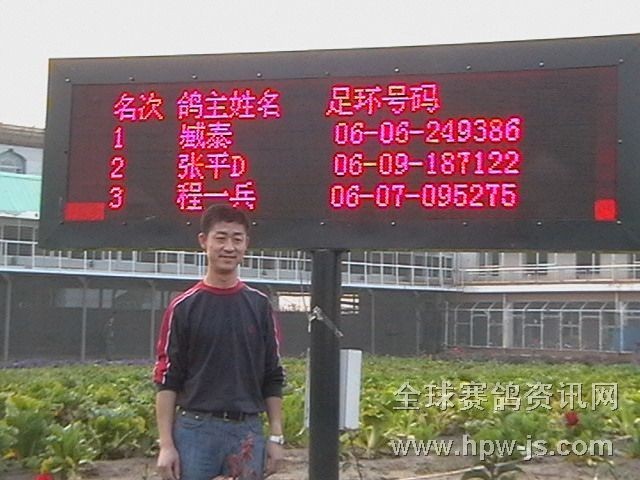 名次 鸽主姓名 足环号码
1 臧泰 06-06-249386
2 张平D 06-09-187122
3 程一兵 06-07-095275
全球赛鸽资讯网
www.hpw-js.com